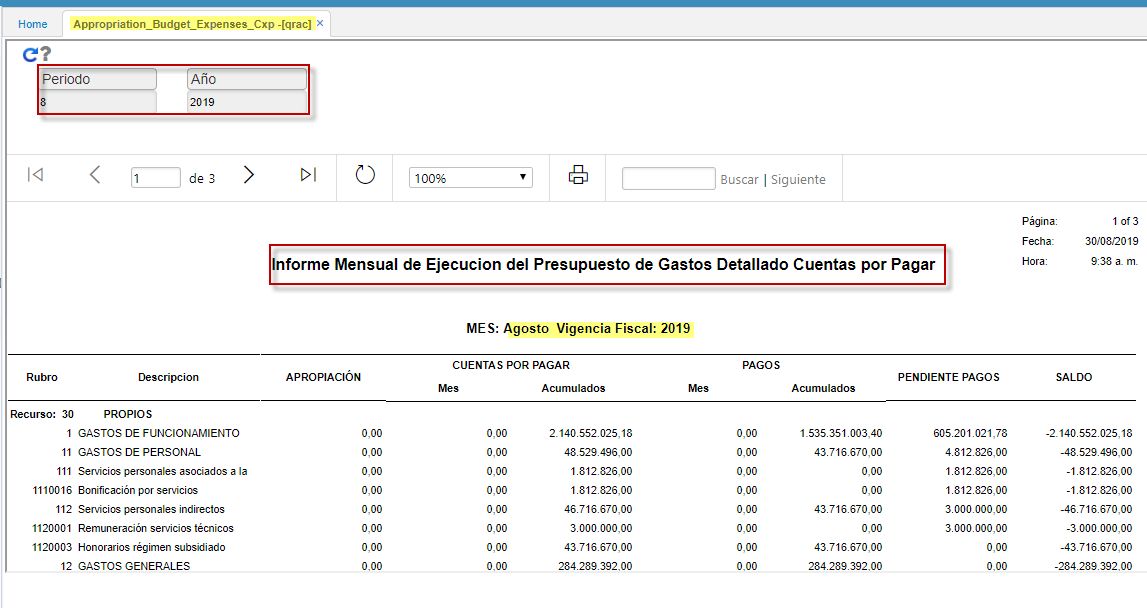 Home Appropriation_Budget_Expenses_Cxp -[qrac] ×
?
Periodo Año
8 2019
1 de 3 100% Buscar | Siguiente
Página: 1 of 3
Fecha: 30/08/2019
Hora: 9:38 a. m.
Informe Mensual de Ejecucion del Presupuesto de Gastos Detallado Cuentas por Pagar
MES: Agosto Vigencia Fiscal: 2019
CUENTAS POR PAGAR PAGOS
Rubro Descripcion APROPIACIÓN PENDIENTE PAGOS SALDO
Mes Acumulados Mes Acumulados
Recurso: 30 PROPIOS
1 GASTOS DE FUNCIONAMIENTO 0,00 0,00 2.140.552.025,18 0,00 1.535.351.003,40 605.201.021,78 -2.140.552.025,18
11 GASTOS DE PERSONAL 0,00 0,00 48.529.496,00 0,00 43.716.670,00 4.812.826,00 -48.529.496,00
111 Servicios personales asociados a la 0,00 0,00 1.812.826,00 0,00 0,00 1.812.826,00 -1.812.826,00
1110016 Bonificación por servicios 0,00 0,00 1.812.826,00 0,00 0,00 1.812.826,00 -1.812.826,00
112 Servicios personales indirectos 0,00 0,00 46.716.670,00 0,00 43.716.670,00 3.000.000,00 -46.716.670,00
1120001 Remuneración servicios técnicos 0,00 0,00 3.000.000,00 0,00 0,00 3.000.000,00 -3.000.000,00
1120003 Honorarios régimen subsidiado 0,00 0,00 43.716.670,00 0,00 43.716.670,00 0,00 -43.716.670,00
12 GASTOS GENERALES 0,00 0,00 284.289.392,00 0,00 284.289.392,00 0,00 -284.289.392,00